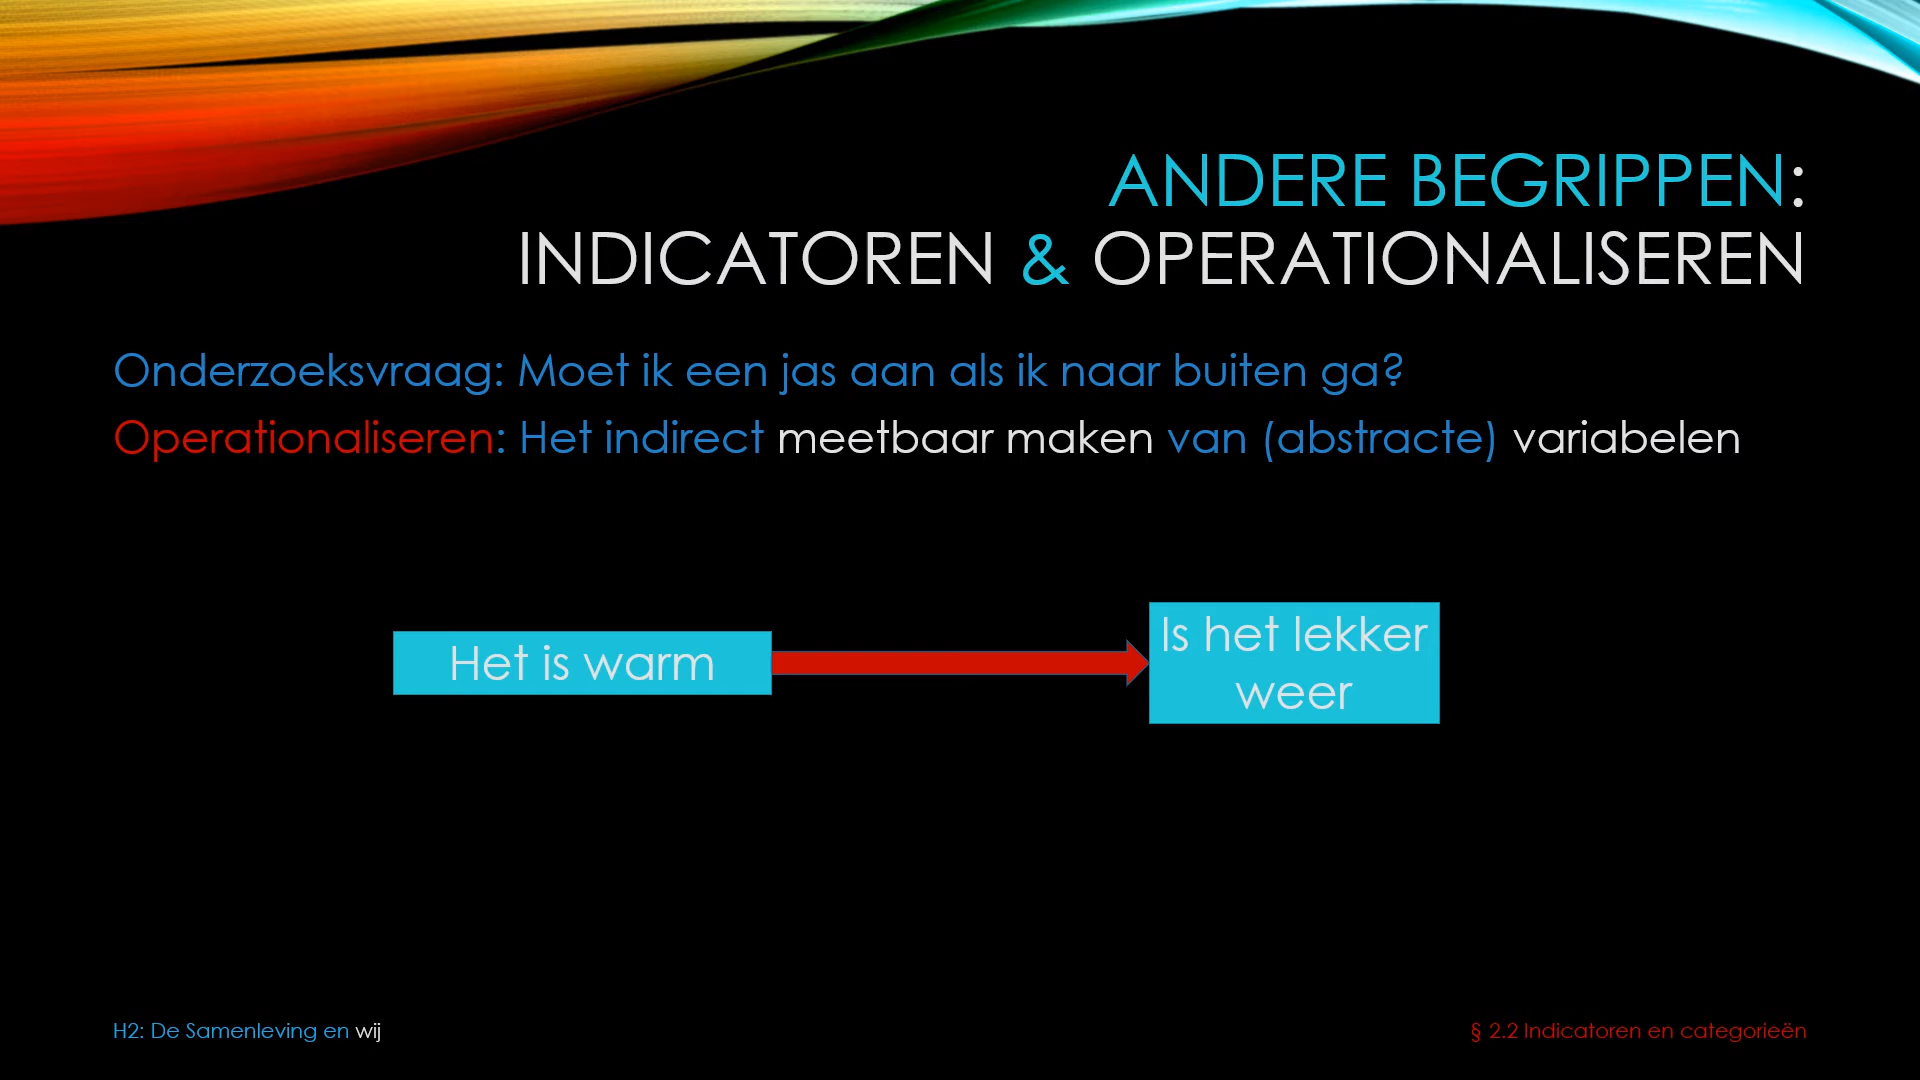 ANDERE BEGRIPPEN:
INDICATOREN & OPERATIONALISEREN
Onderzoeksvraag: Moet ik een jas aan als ik naar buiten ga?
Operationaliseren: Het indirect meetbaar maken van (abstracte) variabelen
Het is warm
Is het lekker
weer
H2: De Samenleving en wij
§ 2.2 Indicatoren en categorieën